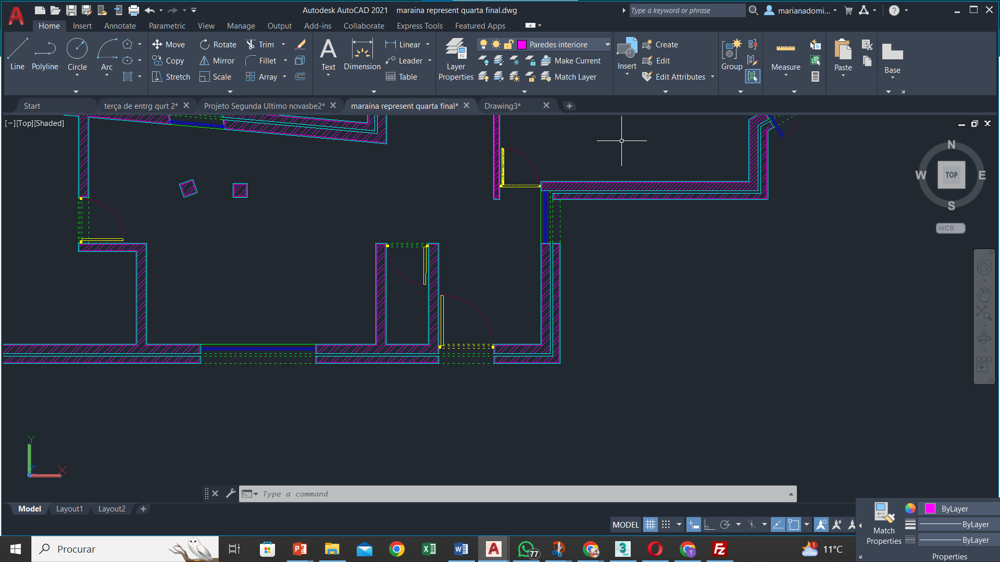 Autodesk AutoCAD 2021 maraina represent quarta final.dwg
Type a keyword or phrase
marianadomi...
Home Insert Annotate Parametric View Manage Output Add-ins Collaborate Express Tools Featured Apps
Line
Polyline
Circle
Arc
Move
Rotate
Trim
Copy
Mirror
Fillet
Stretch
Scale
Array
Text
Dimension
Linear
Leader
Table
Layer
Properties
Paredes interiore
Make Current
Match Layer
Insert
Create
Edit
Edit Attributes
Group
Measure
Paste
Base
Start
terça de entrg qurt 2*
Projeto Segunda Ultimo novasbe2*
maraina represent quarta final*
Drawing3*
[−][Top][Shaded]
N
W
TOP
E
S
WCS
Y
X
Z
Type a command
Model
Layout1
Layout2
MODEL
Match
Properties
ByLayer
ByLayer
ByLayer
Properties
Procurar
77
1
11°C